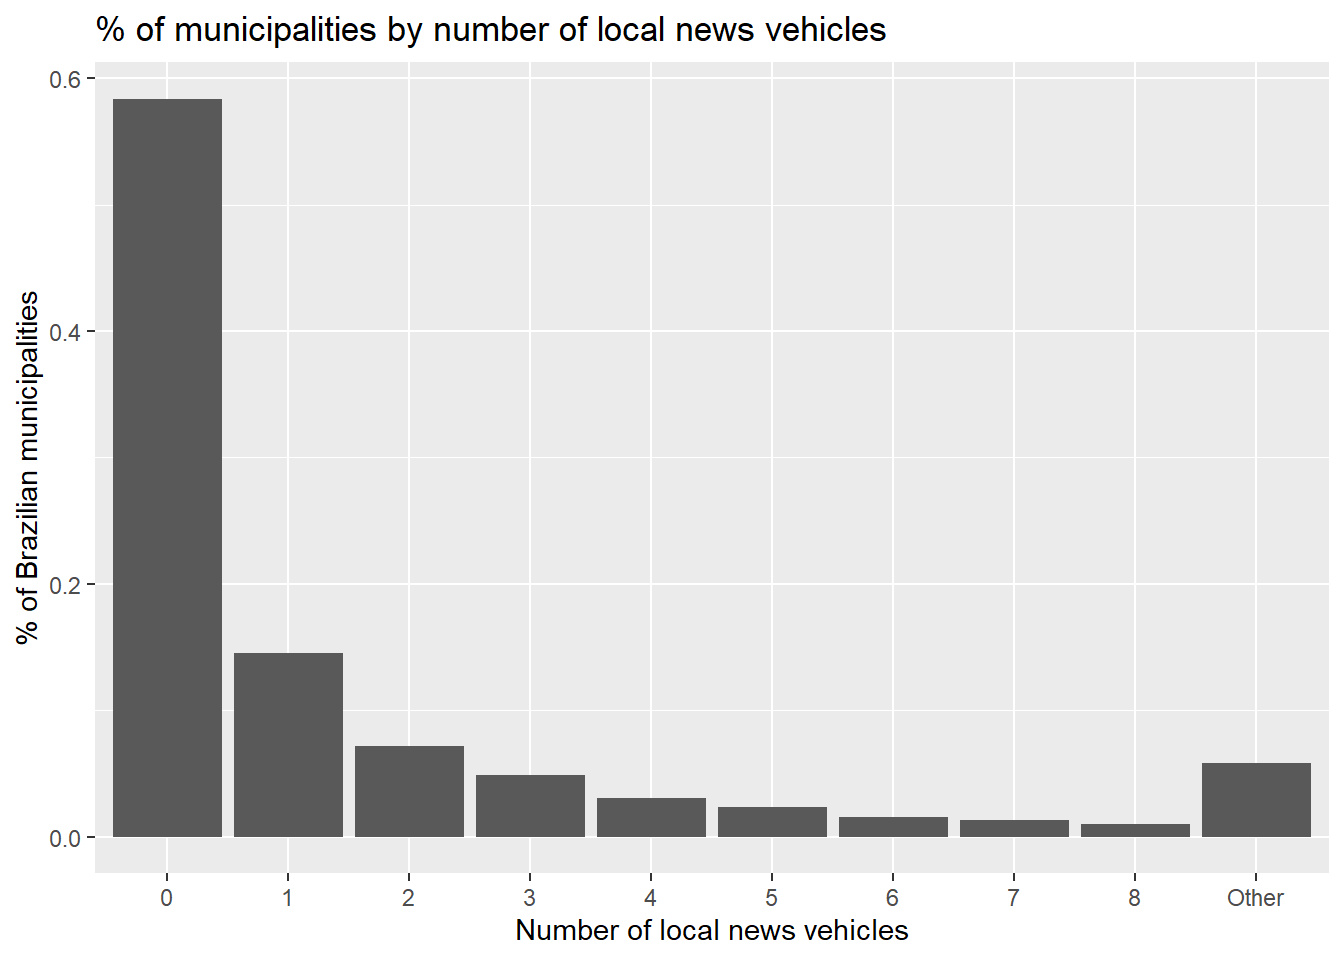 % of municipalities by number of local news vehicles
% of Brazilian municipalities
0.6
0.4
0.2
0.0
0 1 2 3 4 5 6 7 8 Other
Number of local news vehicles